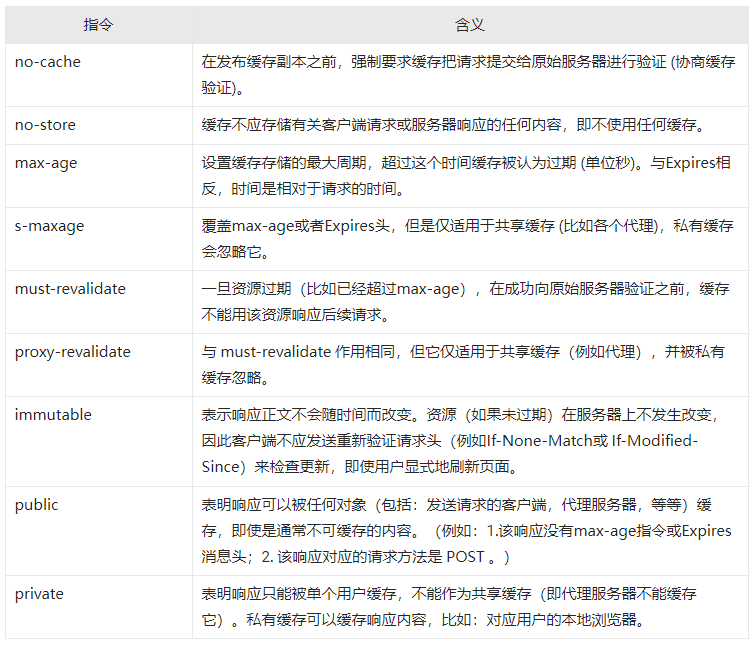 指令 含义
no-cache 在发布缓存副本之前，强制要求缓存把请求提交给原始服务器进行验证 (协商缓存
验证)。
no-store 缓存不应存储有关客户端请求或服务器响应的任何内容，即不使用任何缓存。
max-age 设置缓存存储的最大周期，超过这个时间缓存被认为过期 (单位秒)。与Expires相
反，时间是相对于请求的时间。
s-maxage 覆盖max-age或者Expires头，但是仅适用于共享缓存 (比如各个代理)，私有缓存
会忽略它。
must-revalidate 一旦资源过期（比如已经超过max-age），在成功向原始服务器验证之前，缓存
不能用该资源响应后续请求。
proxy-revalidate 与 must-revalidate 作用相同，但它仅适用于共享缓存（例如代理），并被私有
缓存忽略。
immutable 表示响应正文不会随时间而改变。资源（如果未过期）在服务器上不发生改变，
因此客户端不应发送重新验证请求头（例如If-None-Match或 If-Modified-
Since）来检查更新，即使用户显式地刷新页面。
public 表明响应可以被任何对象（包括：发送请求的客户端，代理服务器，等等）缓
存，即使是通常不可缓存的内容。（例如：1.该响应没有max-age指令或Expires
消息头；2. 该响应对应的请求方法是 POST 。）
private 表明响应只能被单个用户缓存，不能作为共享缓存（即代理服务器不能缓存
它）。私有缓存可以缓存响应内容，比如：对应用户的本地浏览器。